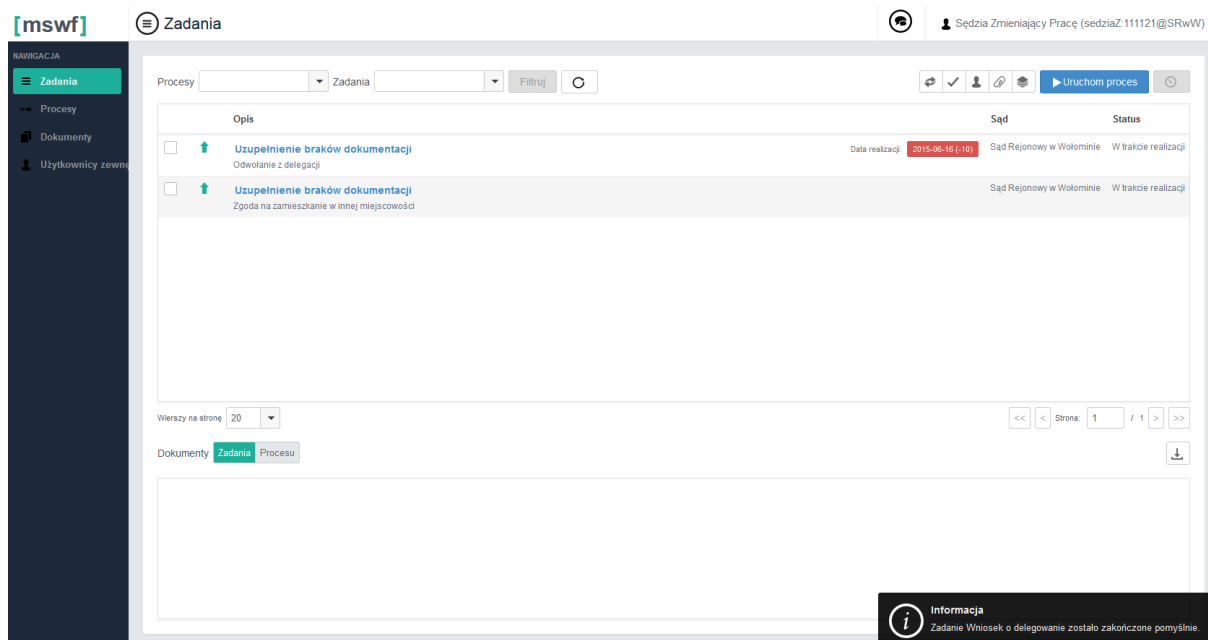 [mswf]
Zadania
Sędzia Zmieniający Pracę (sedziaZ:111121@SRwW)
NAWIGACJA
Zadania
Procesy
Dokumenty
Użytkownicy zewnę
Procesy
Zadania
Filtruj
Uruchom proces
Opis
Sąd
Status
Uzupełnienie braków dokumentacji
Data realizacji: 2015-06-16 (-10)
Sąd Rejonowy w Wołominie
W trakcie realizacji
Odwołanie z delegacji
Uzupełnienie braków dokumentacji
Sąd Rejonowy w Wołominie
W trakcie realizacji
Zgoda na zamieszkanie w innej miejscowości
Wierszy na stronę 20
<< < Strona: 1 / 1 > >>
Dokumenty Zadania Procesu
Informacja
Zadanie Wniosek o delegowanie zostało zakończone pomyślnie.